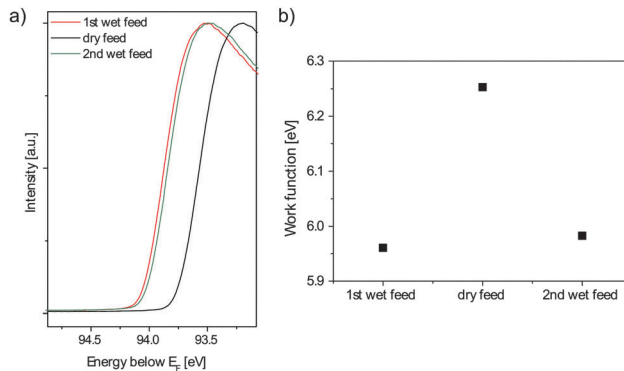 a)
1st wet feed
dry feed
2nd wet feed
Intensity [a.u.]
94.5 94.0 93.5
Energy below E_F [eV]
b)
Work function [eV]
6.3
6.2
6.1
6.0
5.9
1st wet feed dry feed 2nd wet feed